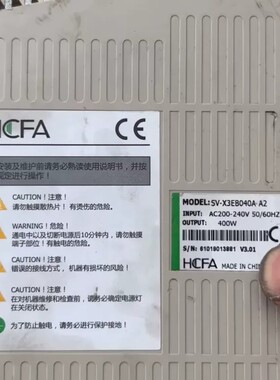 HCFA
CE
安装及维护前请务必熟读使用说明书,并按
规定进行!
CAUTION!注意!
请勿触摸散热片!有烫伤的危险。
WARNING!危险!
通电中以及切断电源后10分钟内,请勿触摸
端子部位!有触电的危险。
CAUTION!注意!
错误的接线方式,机器有损坏的风险!
CAUTION!注意!
在对机器维修和检查前,请务必确定电源灯
在关闭状态。
为了防止触电,请务必进行保护接地!
MODEL: SV-X3EB040A-A2
INPUT: AC200-240V 50/60HZ
OUTPUT: 400W
S/N: 61018013001 V3.01
HCFA MADE IN CH